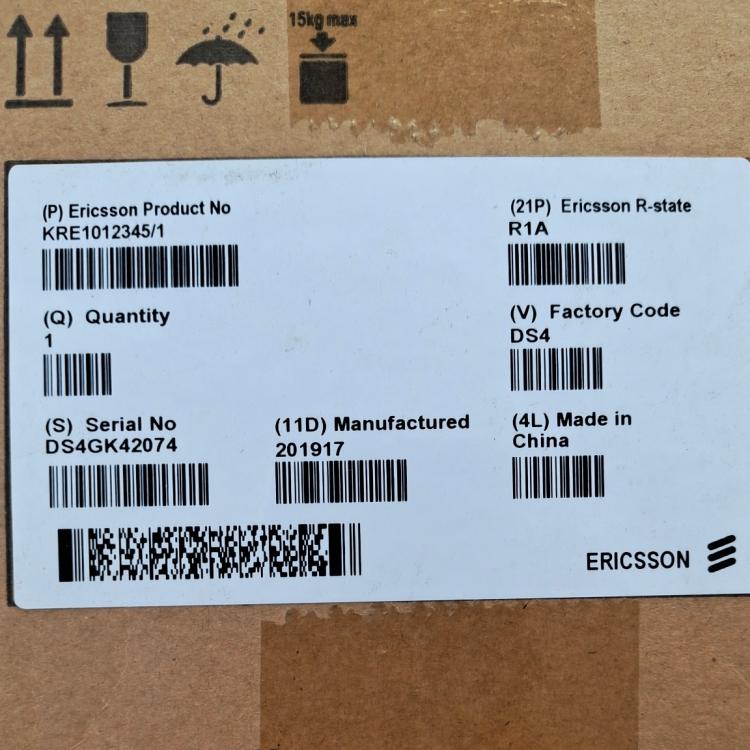 15kg max
(P) Ericsson Product No
KRE1012345/1
(21P) Ericsson R-state
R1A
(Q) Quantity
1
(V) Factory Code
DS4
(S) Serial No
DS4GK42074
(11D) Manufactured
201917
(4L) Made in
China
ERICSSON